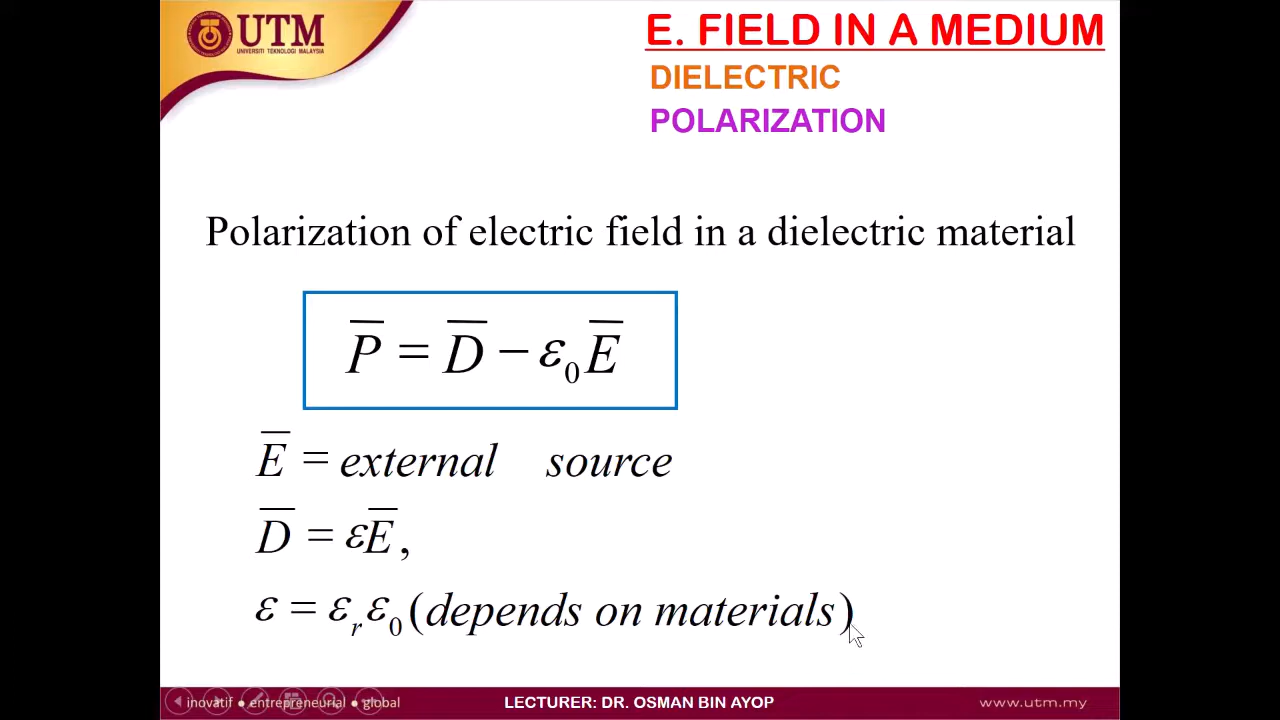 UTM
UNIVERSITI TEKNOLOGI MALAYSIA
E. FIELD IN A MEDIUM
DIELECTRIC
POLARIZATION
Polarization of electric field in a dielectric material
P̅ = D̅ − ε₀E̅
E̅ = external source
D̅ = εE̅,
ε = εᵣε₀ (depends on materials)
inovatif ● entrepreneurial ● global
LECTURER: DR. OSMAN BIN AYOP
www.utm.my